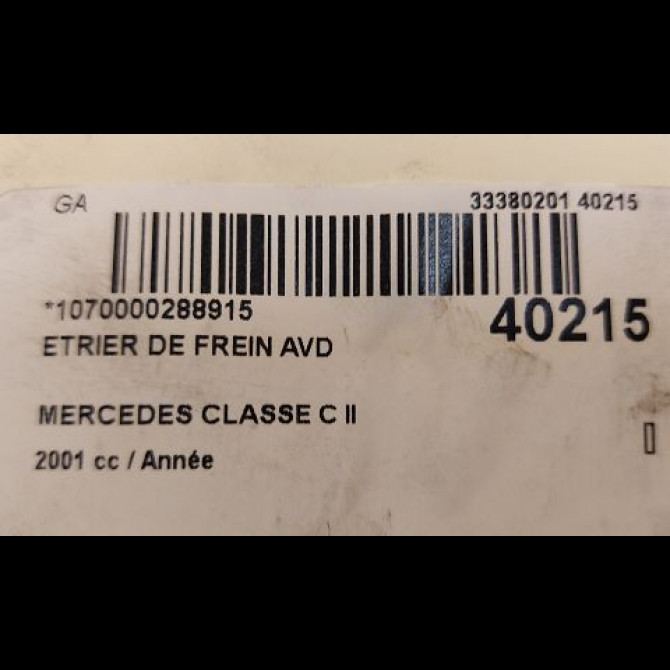 GA 33380201 40215
*1070000288915 40215
ETRIER DE FREIN AVD
MERCEDES CLASSE C II
2001 cc / Année